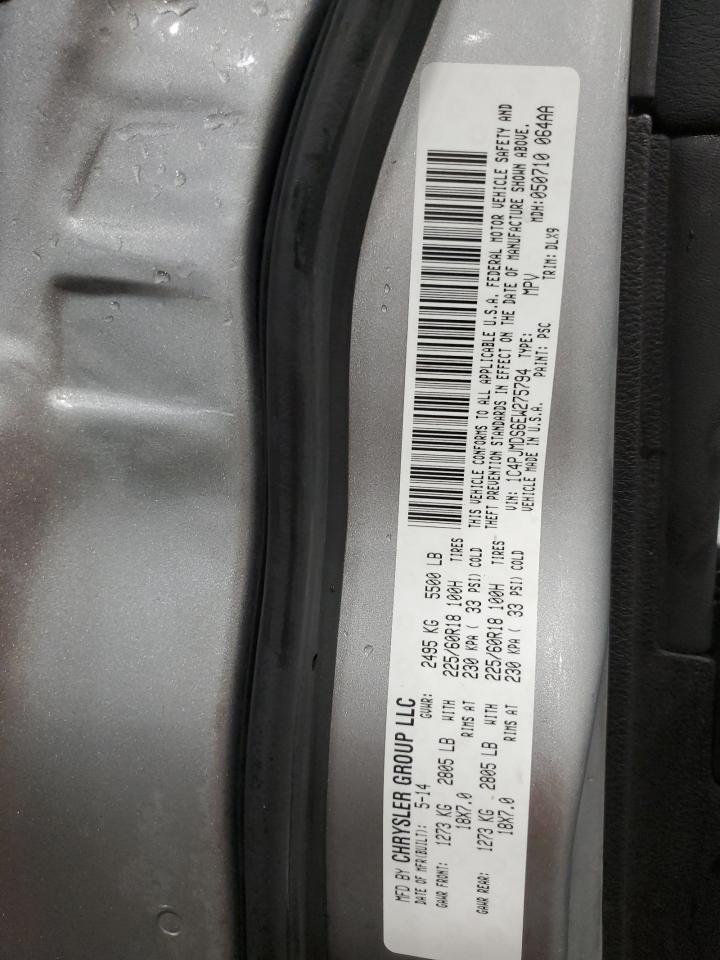 MFD BY CHRYSLER GROUP LLC
DATE OF MFR(BUILT): 5-14 GVWR: 2495 KG 5500 LB
GAWR FRONT: 1273 KG 2805 LB WITH 225/60R18 100H TIRES
18X7.0 RIMS AT 230 KPA ( 33 PSI) COLD
GAWR REAR: 1273 KG 2805 LB WITH 225/60R18 100H TIRES
18X7.0 RIMS AT 230 KPA ( 33 PSI) COLD
THIS VEHICLE CONFORMS TO ALL APPLICABLE U.S.A. FEDERAL MOTOR VEHICLE SAFETY AND
THEFT PREVENTION STANDARDS IN EFFECT ON THE DATE OF MANUFACTURE SHOWN ABOVE.
VIN: 1C4PJMDS6EW275794 TYPE: MPV MDH: 050710 064AA
VEHICLE MADE IN U.S.A. PAINT: PSC TRIM: DLX9